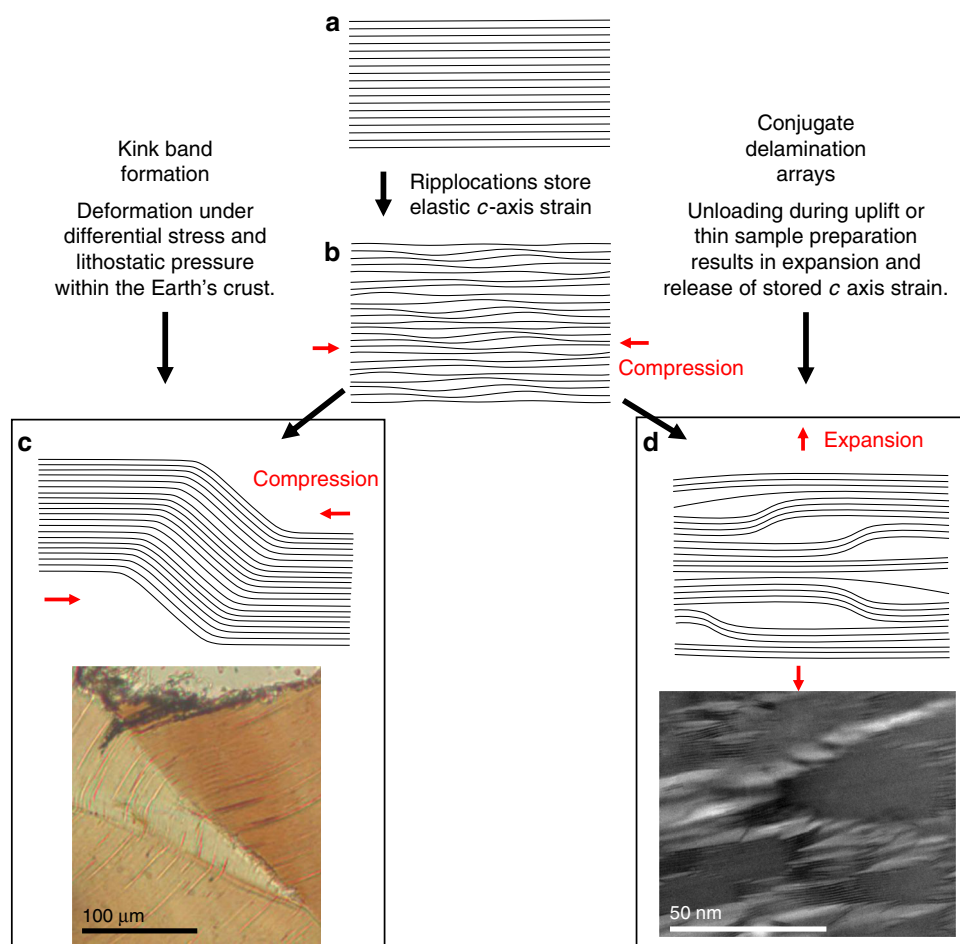 a
Kink band
formation
Deformation under
differential stress and
lithostatic pressure
within the Earth's crust.
Ripplocations store
elastic c-axis strain
Conjugate
delamination
arrays
Unloading during uplift or
thin sample preparation
results in expansion and
release of stored c axis strain.
b
Compression
c
Compression
100 μm
d
Expansion
50 nm